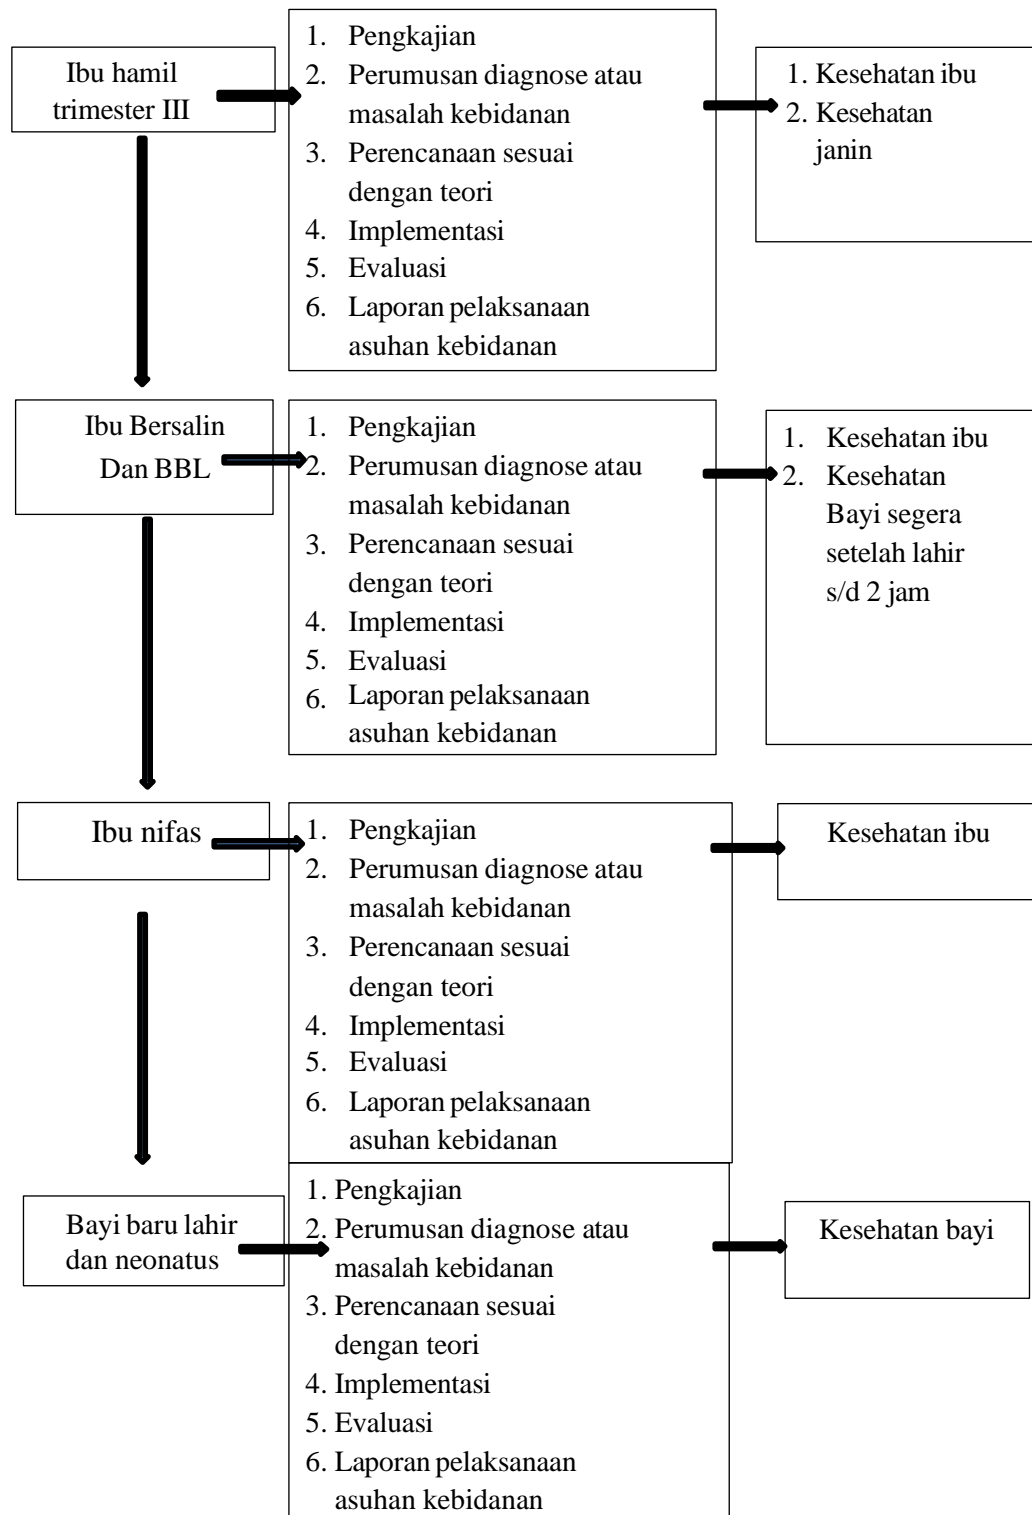 Ibu hamil
trimester III
1. Pengkajian
2. Perumusan diagnose atau
masalah kebidanan
3. Perencanaan sesuai
dengan teori
4. Implementasi
5. Evaluasi
6. Laporan pelaksanaan
asuhan kebidanan
1. Kesehatan ibu
2. Kesehatan
janin
Ibu Bersalin
Dan BBL
1. Pengkajian
2. Perumusan diagnose atau
masalah kebidanan
3. Perencanaan sesuai
dengan teori
4. Implementasi
5. Evaluasi
6. Laporan pelaksanaan
asuhan kebidanan
1. Kesehatan ibu
2. Kesehatan
Bayi segera
setelah lahir
s/d 2 jam
Ibu nifas
1. Pengkajian
2. Perumusan diagnose atau
masalah kebidanan
3. Perencanaan sesuai
dengan teori
4. Implementasi
5. Evaluasi
6. Laporan pelaksanaan
asuhan kebidanan
Kesehatan ibu
Bayi baru lahir
dan neonatus
1. Pengkajian
2. Perumusan diagnose atau
masalah kebidanan
3. Perencanaan sesuai
dengan teori
4. Implementasi
5. Evaluasi
6. Laporan pelaksanaan
asuhan kebidanan
Kesehatan bayi